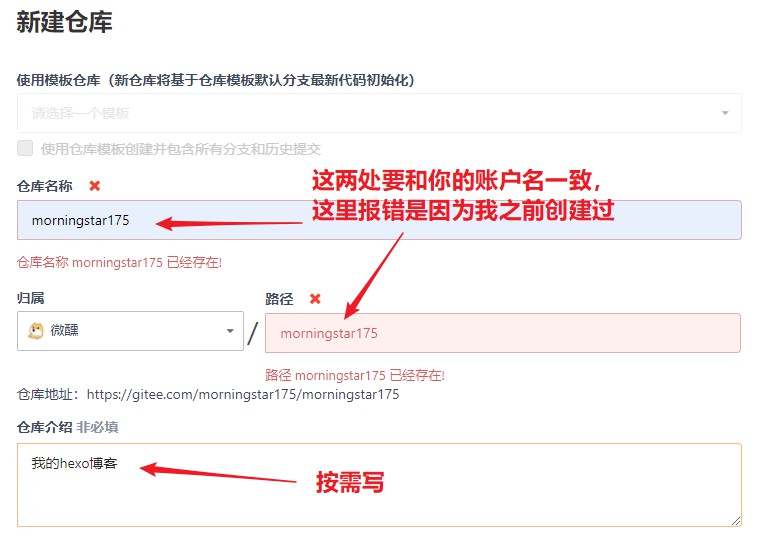 新建仓库
使用模板仓库（新仓库将基于仓库模板默认分支最新代码初始化）
请选择一个模板
使用仓库模板创建并包含所有分支和历史提交
仓库名称
这两处要和你的账户名一致，
这里报错是因为我之前创建过
morningstar175
仓库名称 morningstar175 已经存在!
归属
路径
微醺
/
morningstar175
路径 morningstar175 已经存在!
仓库地址：https://gitee.com/morningstar175/morningstar175
仓库介绍 非必填
我的hexo博客
按需写